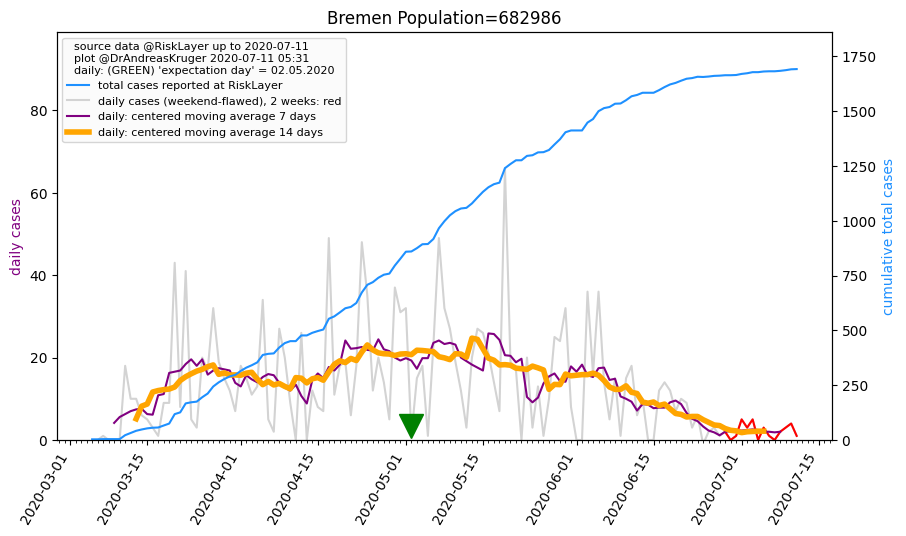 Bremen Population=682986
source data @RiskLayer up to 2020-07-11
plot @DrAndreasKruger 2020-07-11 05:31
daily: (GREEN) 'expectation day' = 02.05.2020
total cases reported at RiskLayer
daily cases (weekend-flawed), 2 weeks: red
daily: centered moving average 7 days
daily: centered moving average 14 days
daily cases
0
20
40
60
80
cumulative total cases
0
250
500
750
1000
1250
1500
1750
2020-03-01
2020-03-15
2020-04-01
2020-04-15
2020-05-01
2020-05-15
2020-06-01
2020-06-15
2020-07-01
2020-07-15